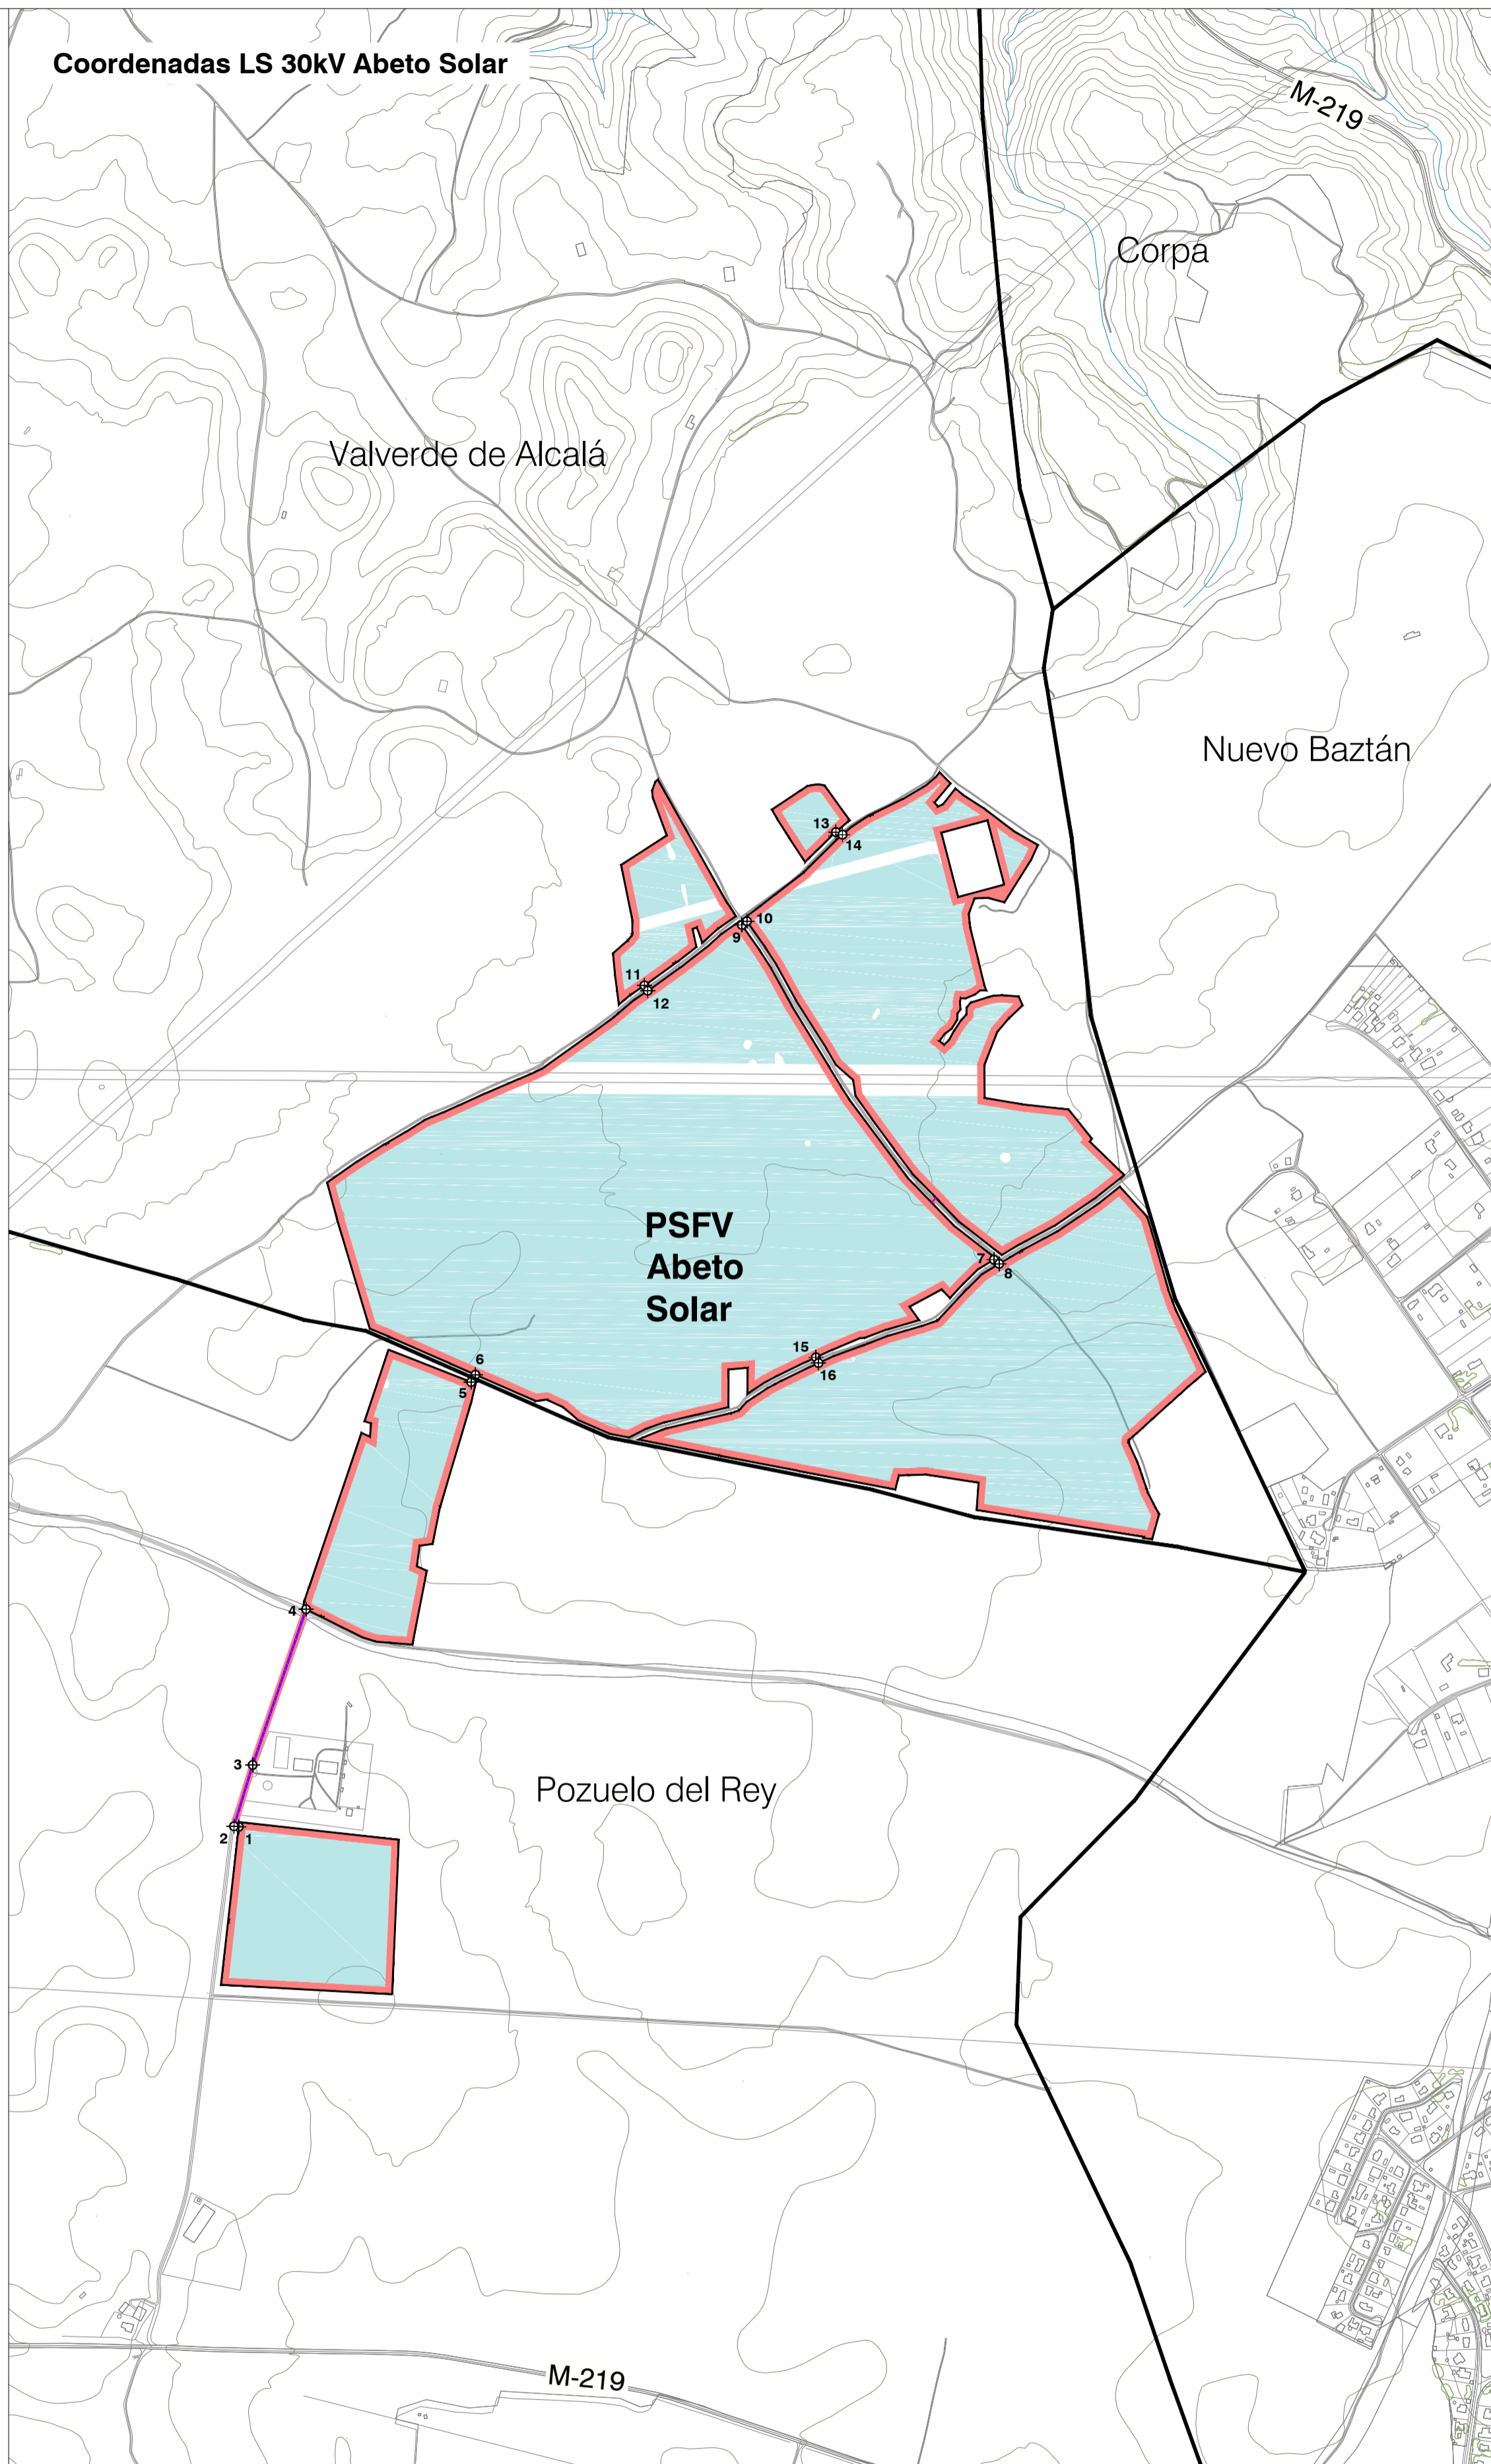 Coordenadas LS 30kV Abeto Solar
M-219
Corpa
Valverde de Alcalá
Nuevo Baztán
13
14
10
9
11
12
PSFV
Abeto
Solar
7
8
15
16
6
5
4
3
Pozuelo del Rey
2
1
M-219